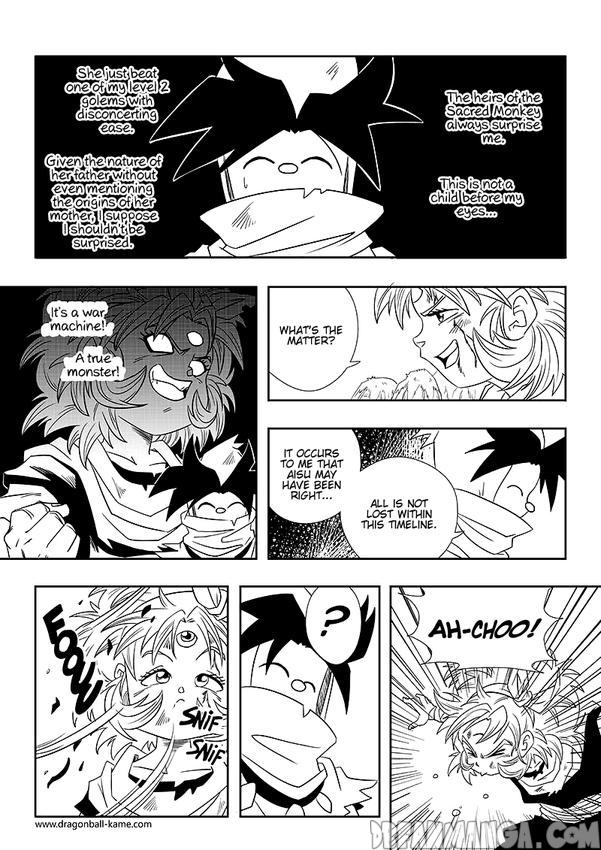 She just beat
one of my level 2
golems with
disconcerting
ease.
Given the nature of
her father without
even mentioning
the origins of her
mother, I suppose
I shouldn't be
surprised.
The heirs of the
Sacred Monkey
always surprise
me.
This is not a
child before my
eyes...
It's a war
machine!
A true
monster!
WHAT'S THE
MATTER?
IT OCCURS
TO ME THAT
AISU MAY
HAVE BEEN
RIGHT...
ALL IS NOT
LOST WITHIN
THIS TIMELINE.
FOOUU
SNIF
SNIF
?
AH-CHOO!
www.dragonball-kame.com
DREAMMANGA.COM